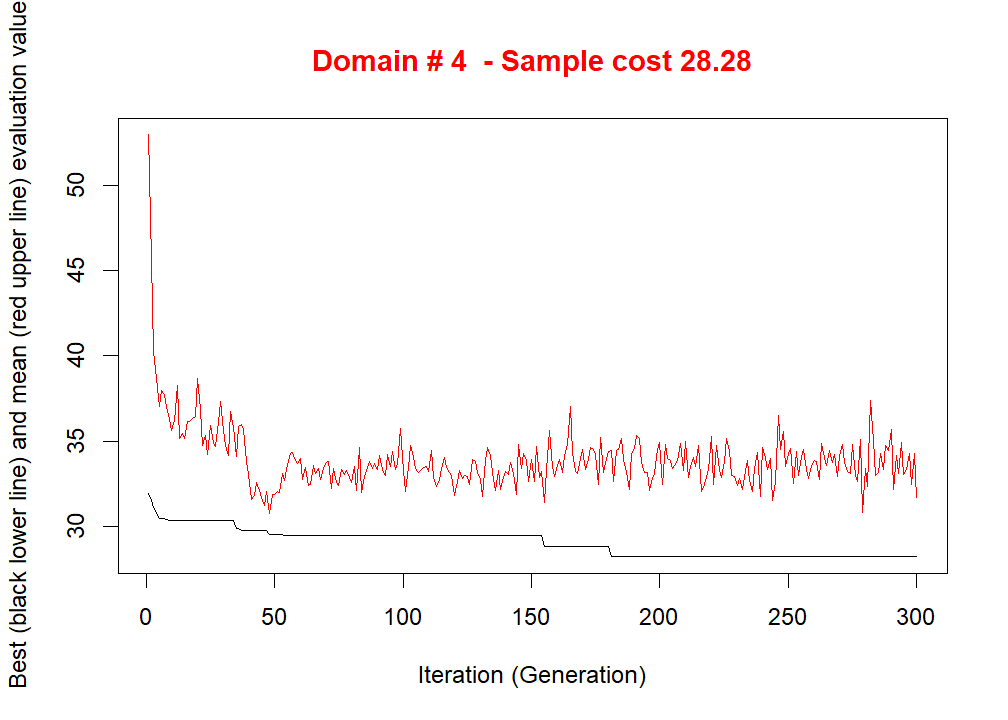 Domain # 4  - Sample cost 28.28
Best (black lower line) and mean (red upper line) evaluation value
50
45
40
35
30
0 50 100 150 200 250 300
Iteration (Generation)